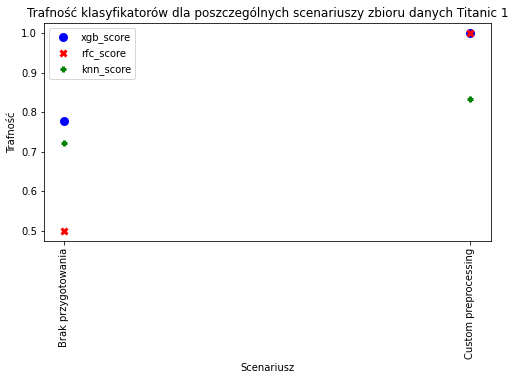 Trafność klasyfikatorów dla poszczególnych scenariuszy zbioru danych Titanic 1
xgb_score
rfc_score
knn_score
Trafność
1.0
0.9
0.8
0.7
0.6
0.5
Brak przygotowania
Custom preprocessing
Scenariusz